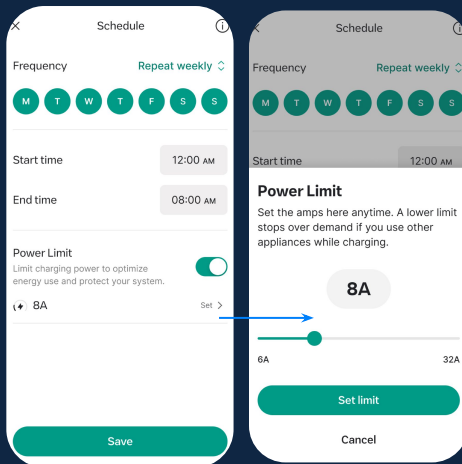 Schedule
Frequency
Repeat weekly
M T W T F S S
Start time
12:00 AM
End time
08:00 AM
Power Limit
Limit charging power to optimize
energy use and protect your system.
8A
Set
Save
Schedule
Frequency
Repeat weekly
M T W T F S S
Start time
12:00 AM
Power Limit
Set the amps here anytime. A lower limit
stops over demand if you use other
appliances while charging.
8A
6A
32A
Set limit
Cancel